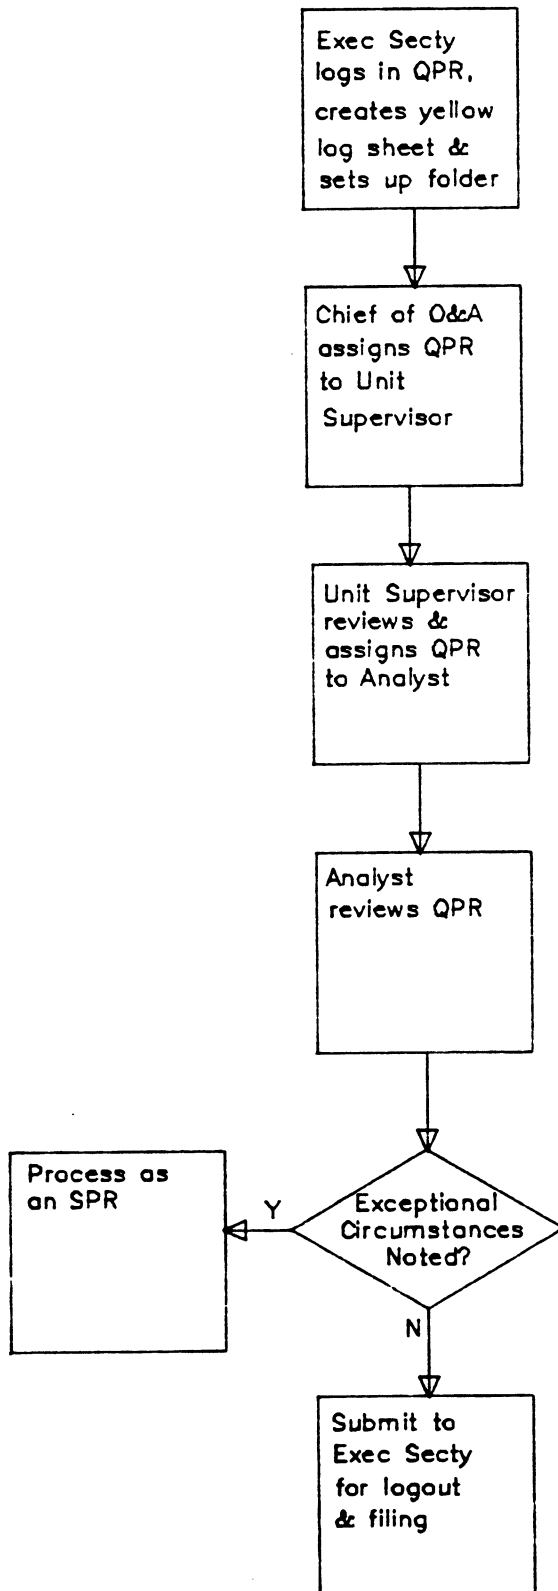 Exec Secty
logs in QPR,
creates yellow
log sheet &
sets up folder
Chief of O&A
assigns QPR
to Unit
Supervisor
Unit Supervisor
reviews &
assigns QPR
to Analyst
Analyst
reviews QPR
Exceptional
Circumstances
Noted?
Y
Process as
an SPR
N
Submit to
Exec Secty
for logout
& filing